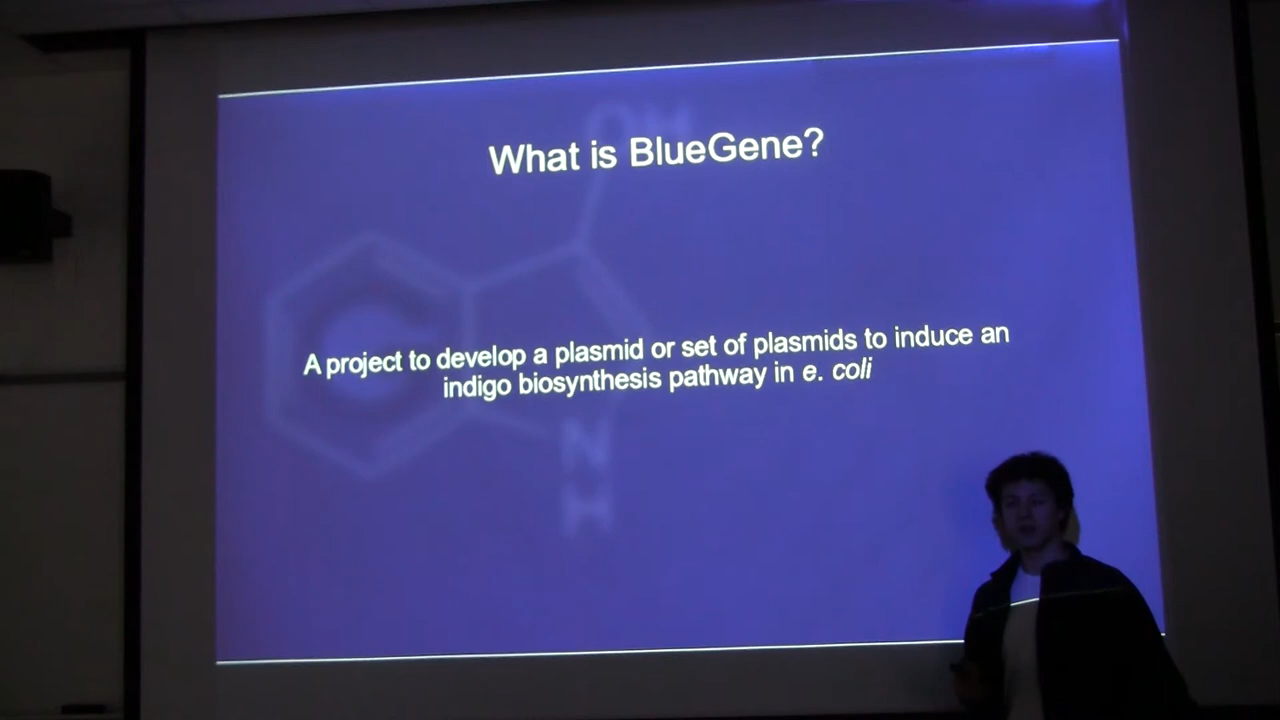 OH
What is BlueGene?
A project to develop a plasmid or set of plasmids to induce an
indigo biosynthesis pathway in e. coli
N
H